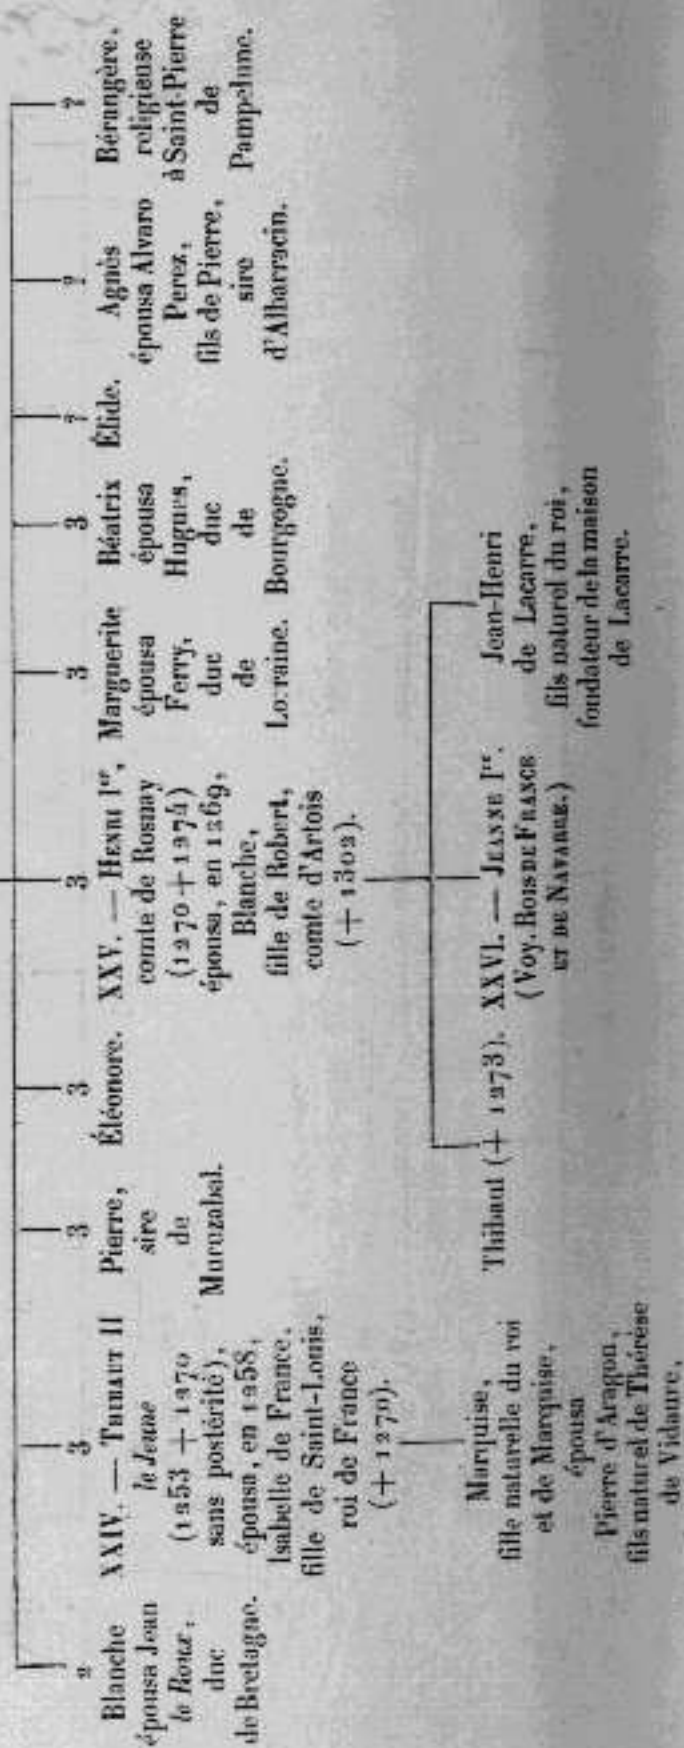 2
Blanche
épousa Jean
le Roux,
duc
de Bretagne.
3
XXIV. — THIBAUT II
le Jeune
(1253 + 1270
sans postérité),
épousa, en 1258,
Isabelle de France,
fille de Saint-Louis,
roi de France
(+ 1270).
3
Pierre,
sire
de
Muruzabal.
3
Éléonore.
3
XXV. — HENRI Ier,
comte de Rosnay
(1270 + 1274)
épousa, en 1269,
Blanche,
fille de Robert,
comte d'Artois
(+ 1302).
3
Marguerite
épousa
Ferry,
duc
de
Lorraine.
3
Béatrix
épousa
Hugues,
duc
de
Bourgogne.
?
Élide.
?
Agnès
épousa Alvaro
Perez,
fils de Pierre,
sire
d'Albarracin.
?
Bérangère,
religieuse
à Saint-Pierre
de
Pampelune.
Marquise,
fille naturelle du roi
et de Marquise,
épousa
Pierre d'Aragon,
fils naturel de Thérèse
de Vidaure,
Thibaut (+ 1273).
XXVI. — JEANNE Ire.
(Voy. ROIS DE FRANCE
ET DE NAVARRE.)
Jean-Henri
de Lacarre,
fils naturel du roi,
fondateur de la maison
de Lacarre.